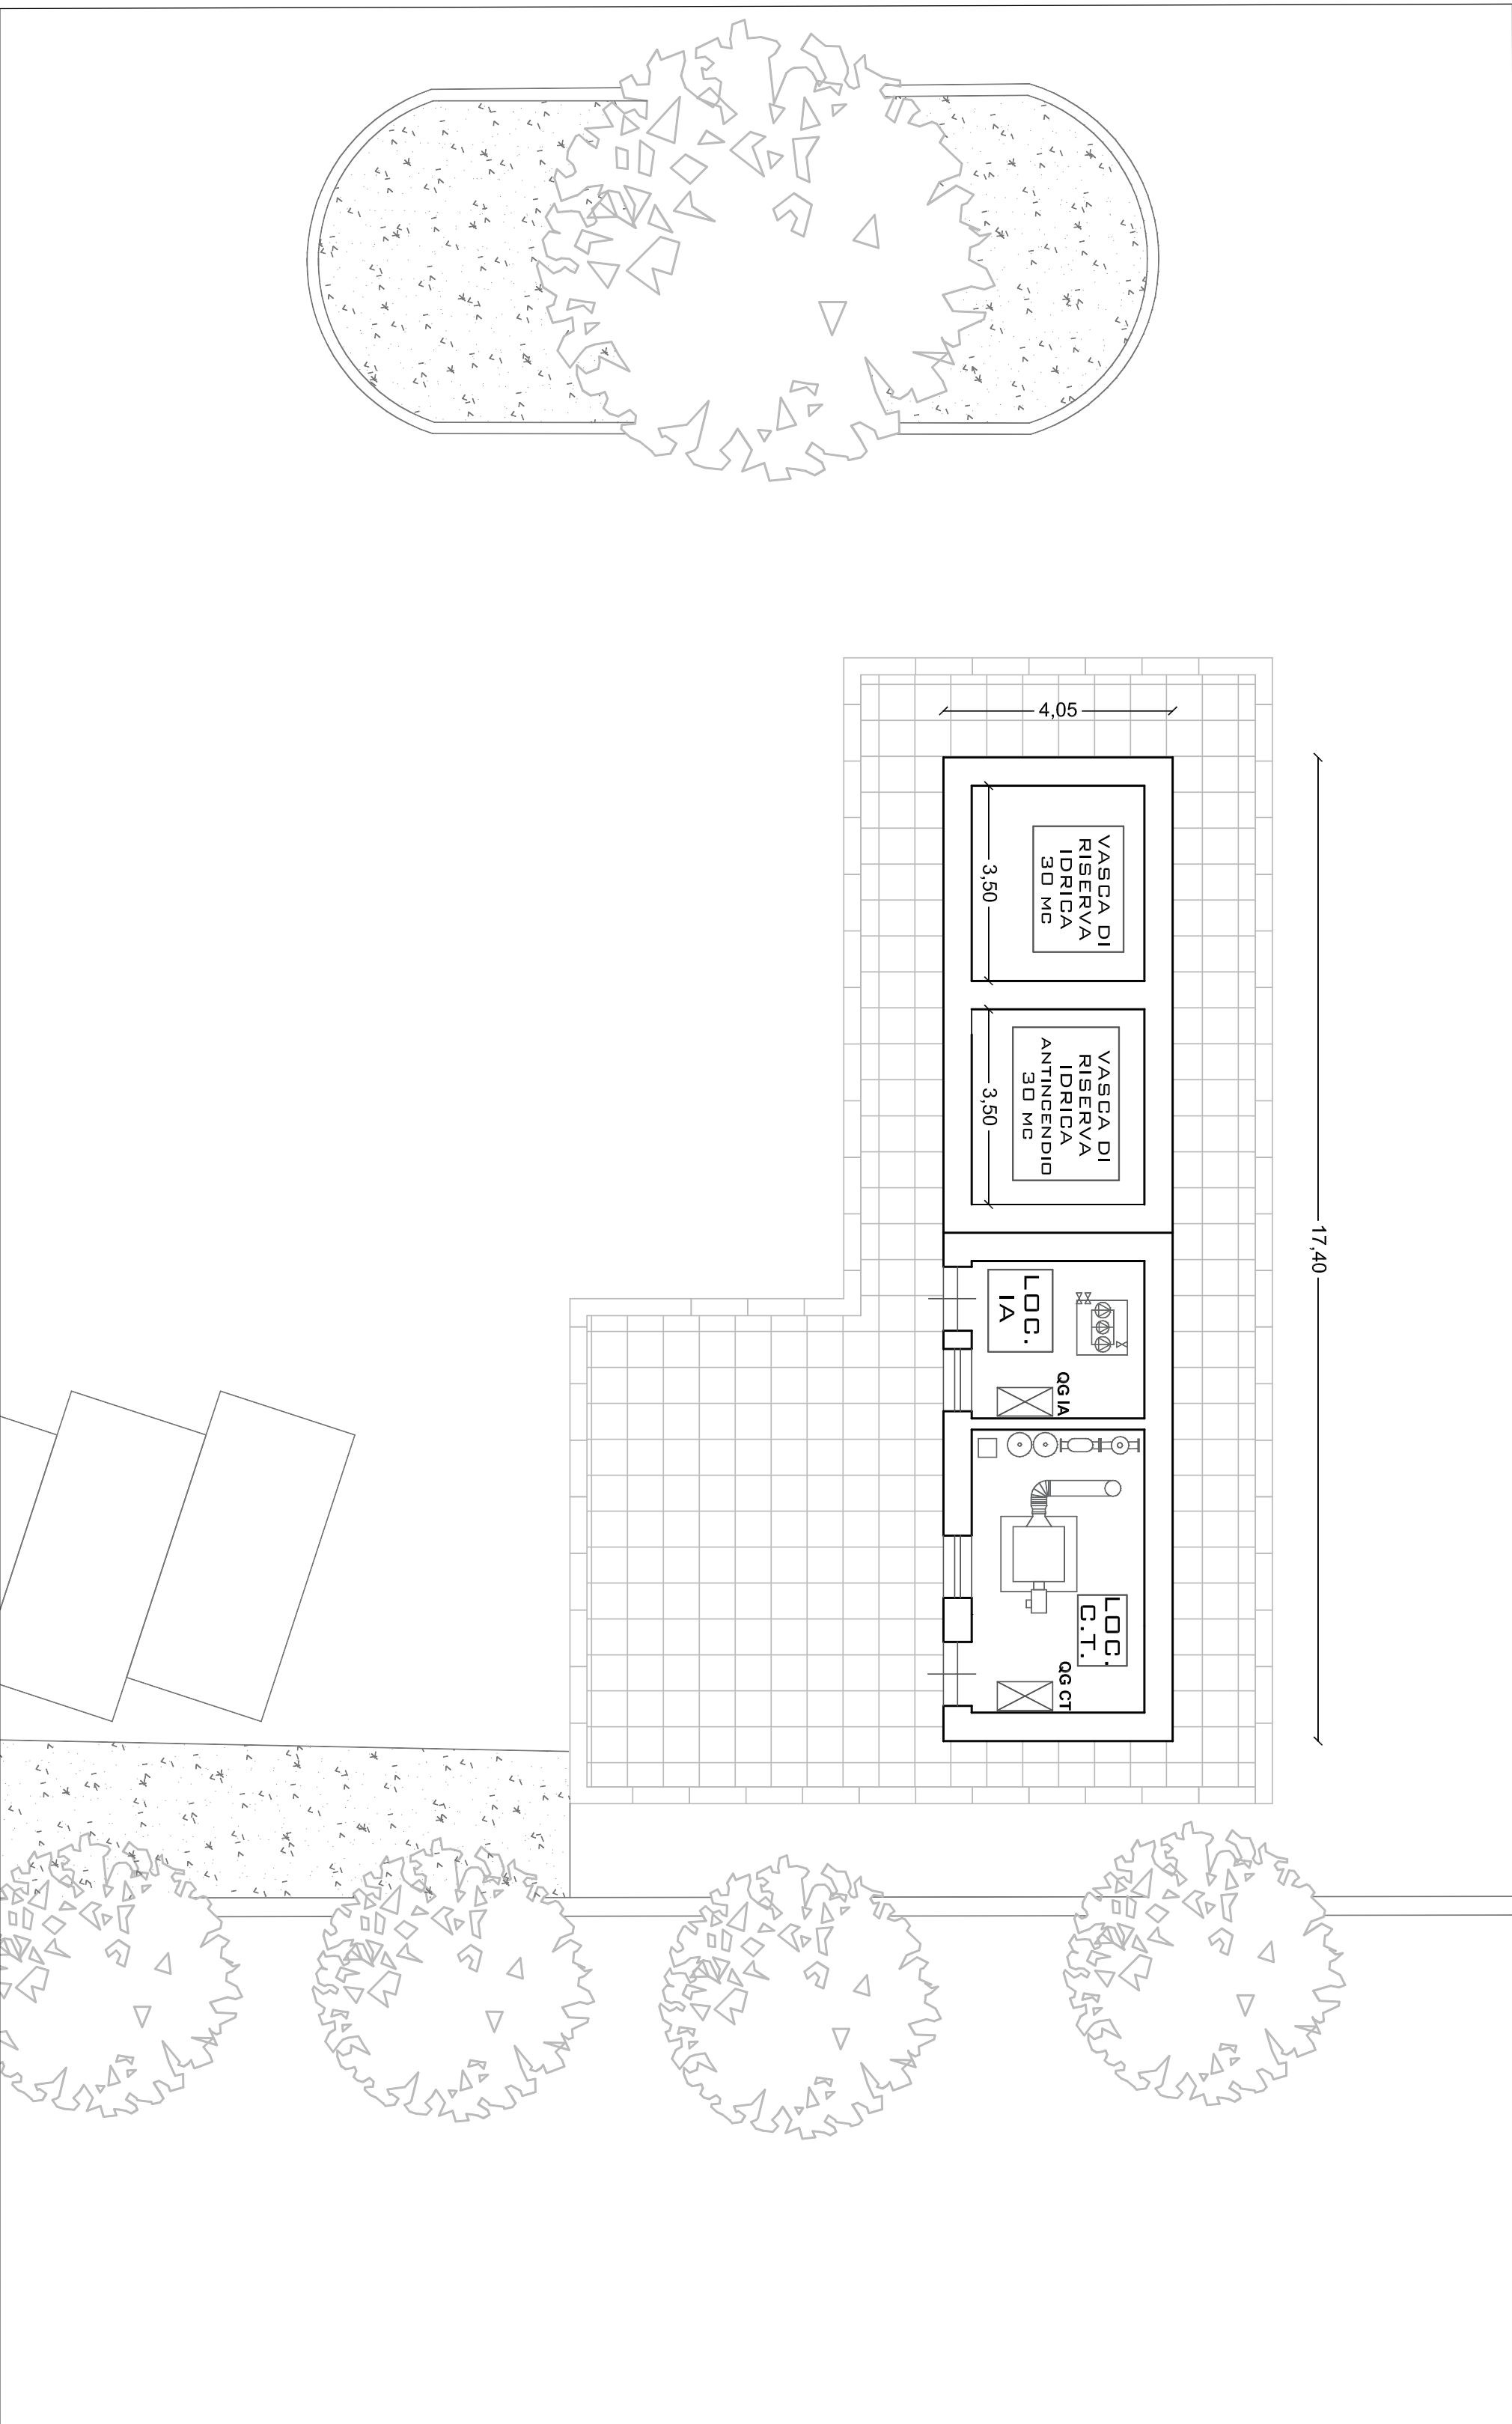 4,05
VASCA DI
RISERVA
IDRICA
30 MC
3,50
VASCA DI
RISERVA
IDRICA
ANTINCENDIO
30 MC
3,50
17,40
LOC.
IA
QG IA
LOC.
C.T.
QG CT